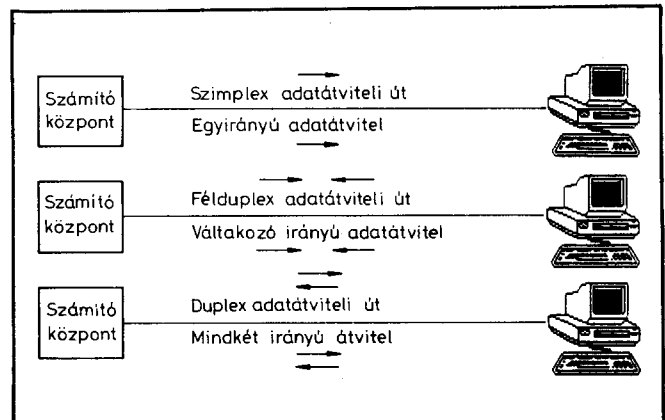 Számító
központ
Szimplex adatátviteli út
Egyirányú adatátvitel
Számító
központ
Félduplex adatátviteli út
Váltakozó irányú adatátvitel
Számító
központ
Duplex adatátviteli út
Mindkét irányú átvitel